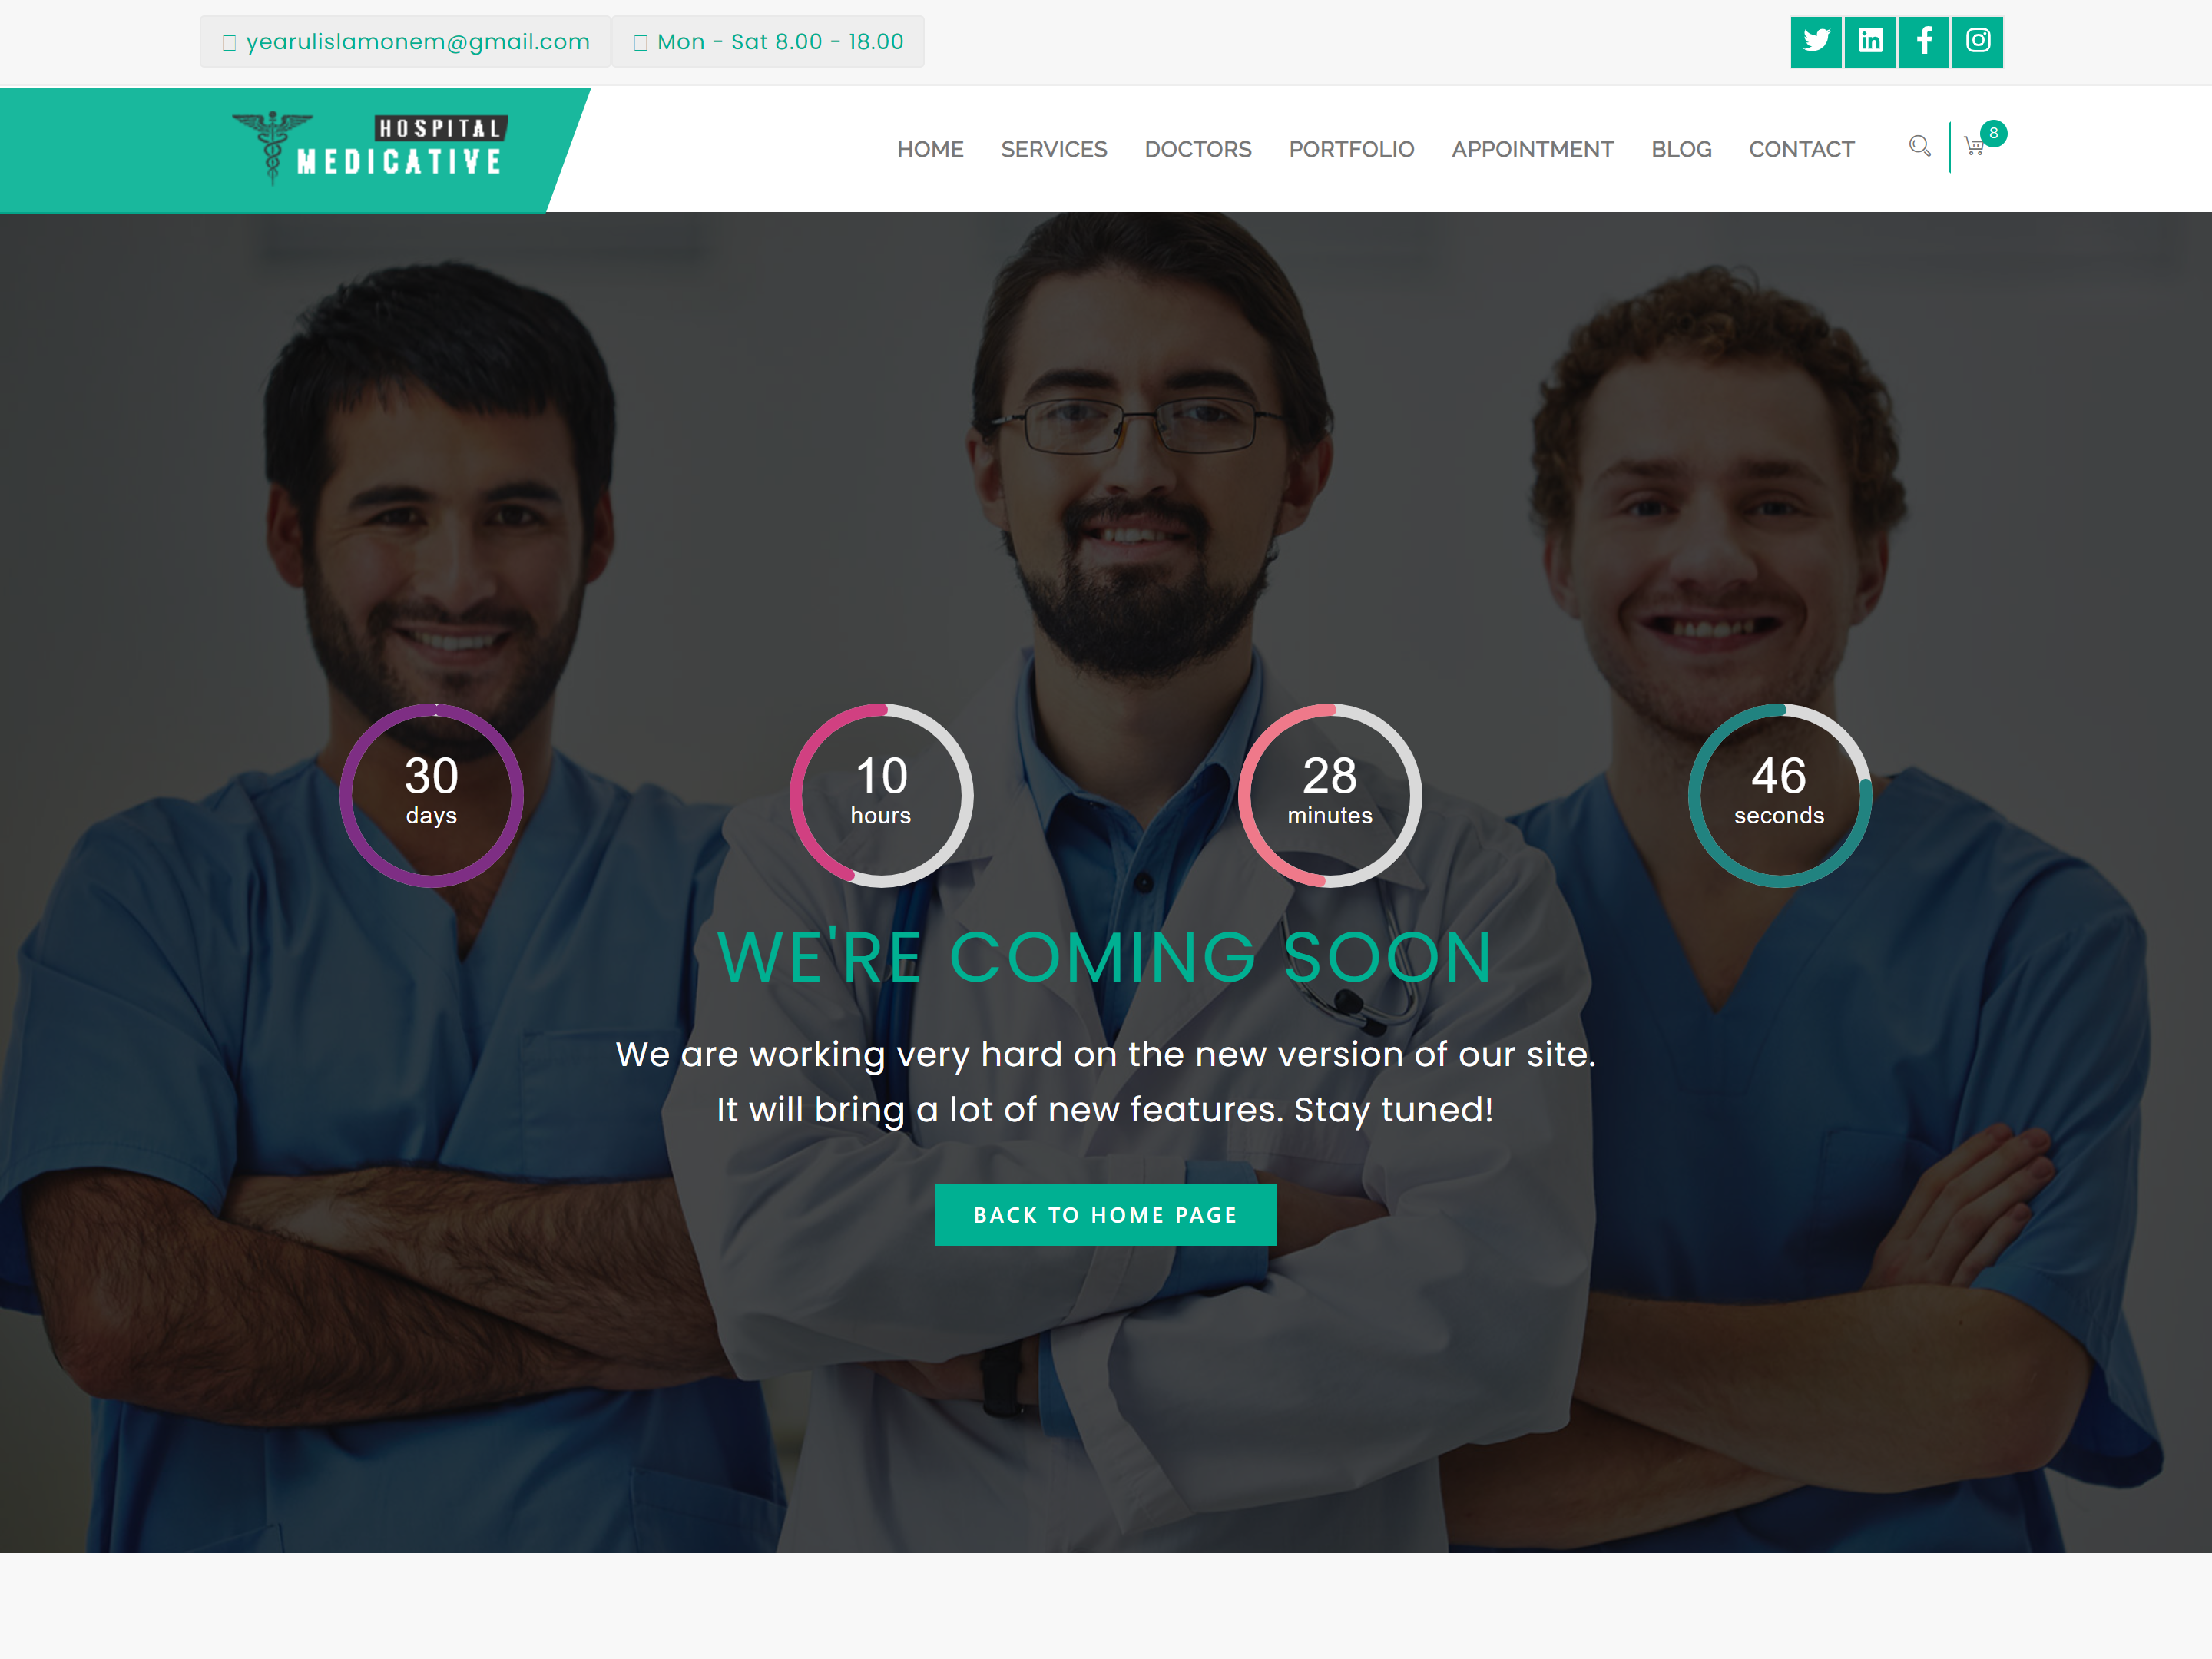 yearulislamonem@gmail.com
Mon - Sat 8.00 - 18.00
HOSPITAL
MEDICATIVE
HOME
SERVICES
DOCTORS
PORTFOLIO
APPOINTMENT
BLOG
CONTACT
8
30
days
10
hours
28
minutes
46
seconds
WE'RE COMING SOON
We are working very hard on the new version of our site.
It will bring a lot of new features. Stay tuned!
BACK TO HOME PAGE